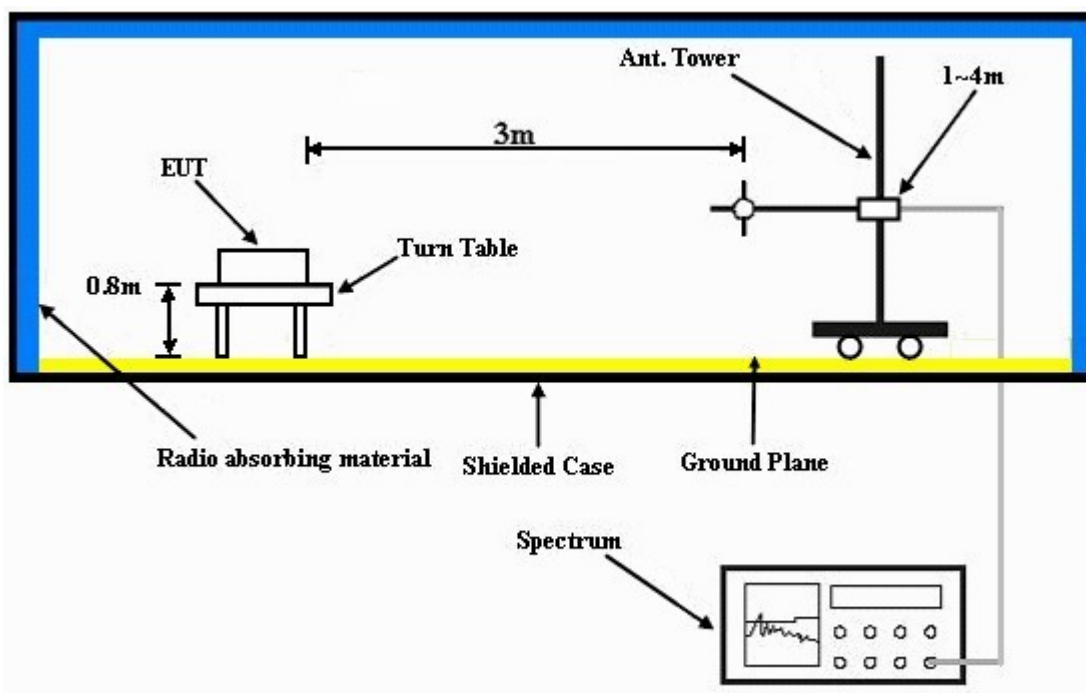 Ant. Tower
1~4m
3m
EUT
Turn Table
0.8m
Radio absorbing material
Shielded Case
Ground Plane
Spectrum